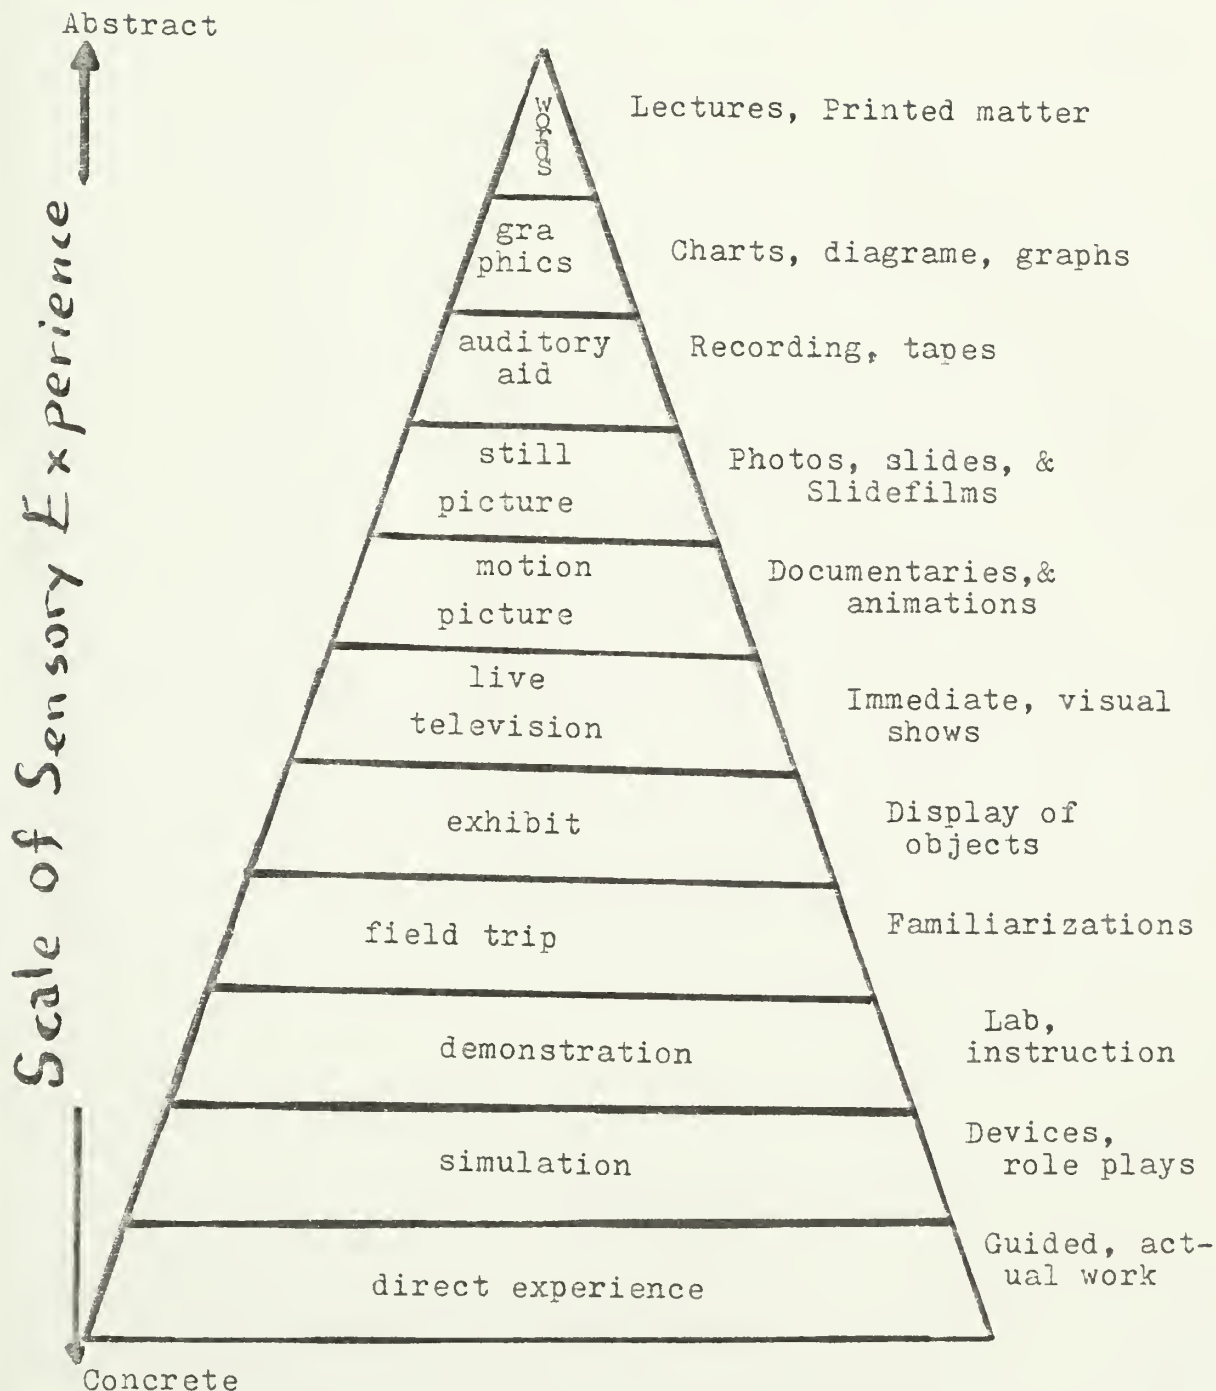 Abstract
Scale of Sensory Experience
words
Lectures, Printed matter
gra
phics
Charts, diagrame, graphs
auditory
aid
Recording, tapes
still
picture
Photos, slides, &
Slidefilms
motion
picture
Documentaries,&
animations
live
television
Immediate, visual
shows
exhibit
Display of
objects
field trip
Familiarizations
demonstration
Lab,
instruction
simulation
Devices,
role plays
direct experience
Guided, act-
ual work
Concrete